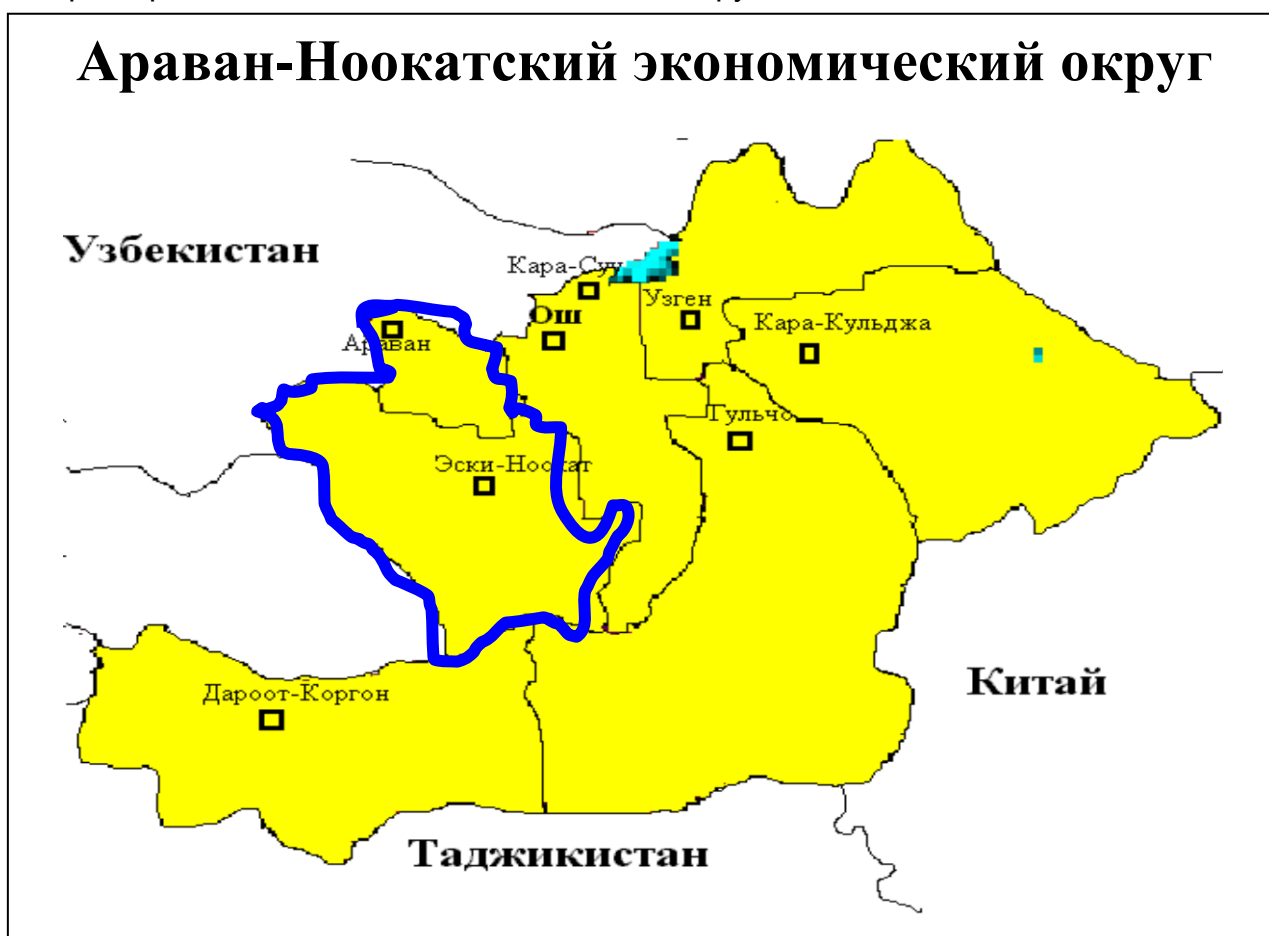 Араван-Ноокатский экономический округ
Узбекистан
Кара-Суу
Узген
Ош
Кара-Кульджа
Араван
Гульчо
Эски-Ноокат
Китай
Дароот-Коргон
Таджикистан